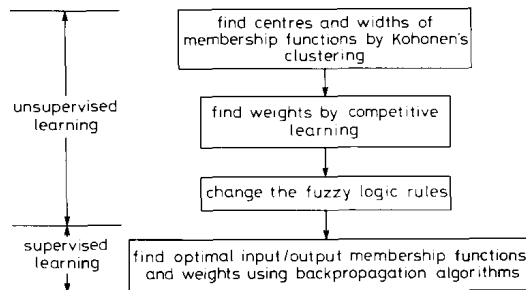 find centres and widths of
membership functions by Kohonen's
clustering
unsupervised
learning
find weights by competitive
learning
change the fuzzy logic rules
supervised
learning
find optimal input/output membership functions
and weights using backpropagation algorithms